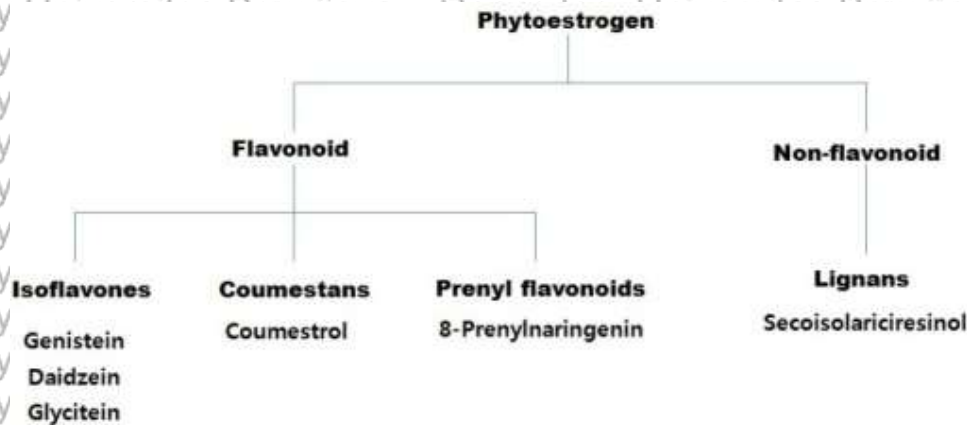 Phytoestrogen
Flavonoid
Non-flavonoid
Isoflavones
Genistein
Daidzein
Glycitein
Coumestans
Coumestrol
Prenyl flavonoids
8-Prenylnaringenin
Lignans
Secoisolariciresinol